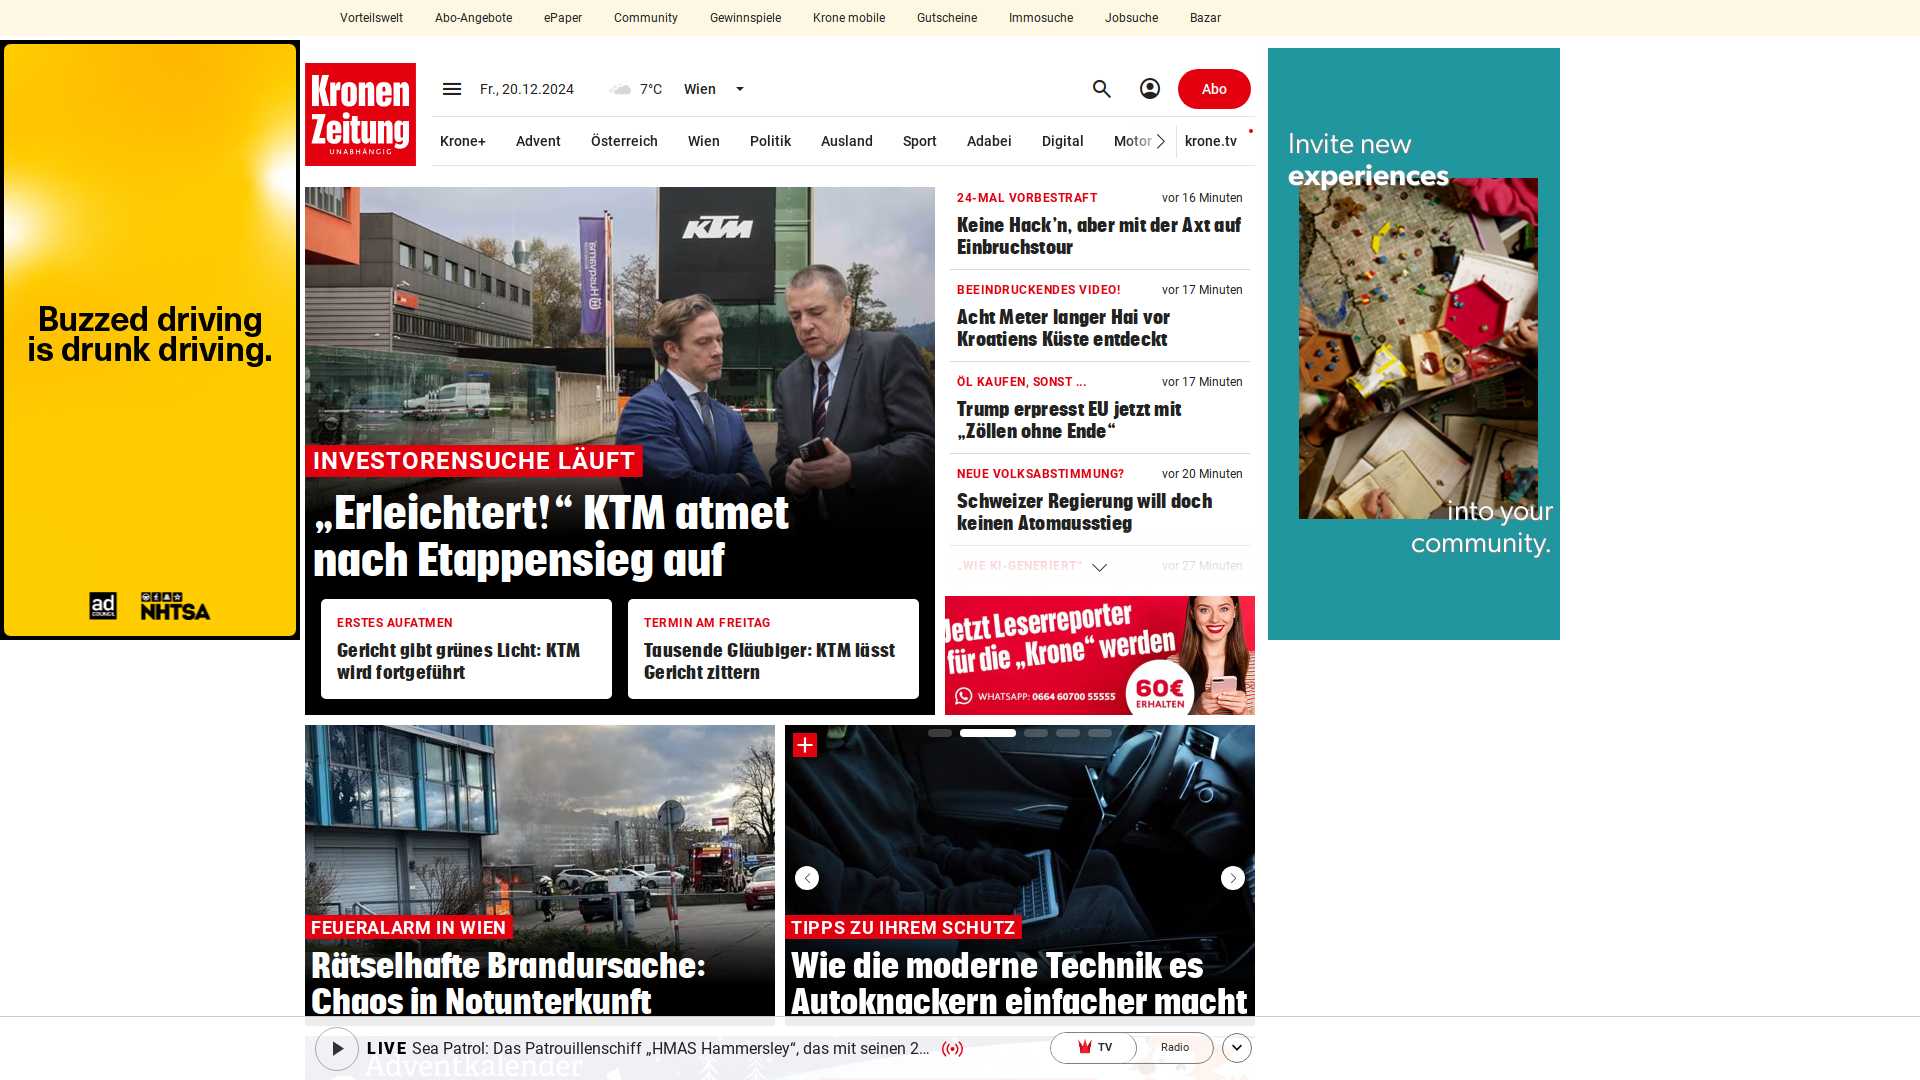 Vorteilswelt
Abo-Angebote
ePaper
Community
Gewinnspiele
Krone mobile
Gutscheine
Immosuche
Jobsuche
Bazar
Buzzed driving
is drunk driving.
ad
COUNCIL
NHTSA
Kronen
Zeitung
UNABHÄNGIG
Fr., 20.12.2024
7°C
Wien
Abo
Krone+
Advent
Österreich
Wien
Politik
Ausland
Sport
Adabei
Digital
Motor
krone.tv
KTM
Husqvarna
INVESTORENSUCHE LÄUFT
„Erleichtert!“ KTM atmet
nach Etappensieg auf
ERSTES AUFATMEN
Gericht gibt grünes Licht: KTM
wird fortgeführt
TERMIN AM FREITAG
Tausende Gläubiger: KTM lässt
Gericht zittern
24-MAL VORBESTRAFT
vor 16 Minuten
Keine Hack’n, aber mit der Axt auf
Einbruchstour
BEEINDRUCKENDES VIDEO!
vor 17 Minuten
Acht Meter langer Hai vor
Kroatiens Küste entdeckt
ÖL KAUFEN, SONST ...
vor 17 Minuten
Trump erpresst EU jetzt mit
„Zöllen ohne Ende“
NEUE VOLKSABSTIMMUNG?
vor 20 Minuten
Schweizer Regierung will doch
keinen Atomausstieg
„WIE KI-GENERIERT“
vor 27 Minuten
Jetzt Leserreporter
für die „Krone“ werden
WHATSAPP: 0664 60700 55555
60€
ERHALTEN
Invite new
experiences
into your
community.
FEUERALARM IN WIEN
Rätselhafte Brandursache:
Chaos in Notunterkunft
TIPPS ZU IHREM SCHUTZ
Wie die moderne Technik es
Autoknackern einfacher macht
LIVE Sea Patrol: Das Patrouillenschiff „HMAS Hammersley“, das mit seinen 2...
TV
Radio
Adventkalender